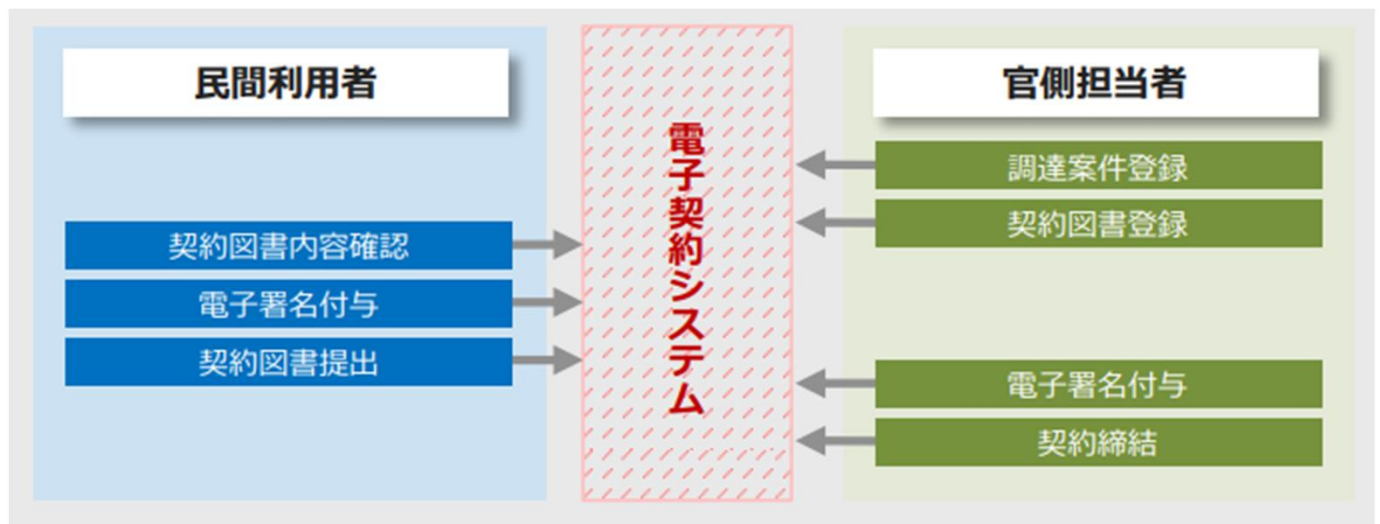 民間利用者
契約図書内容確認
電子署名付与
契約図書提出
電子契約システム
官側担当者
調達案件登録
契約図書登録
電子署名付与
契約締結